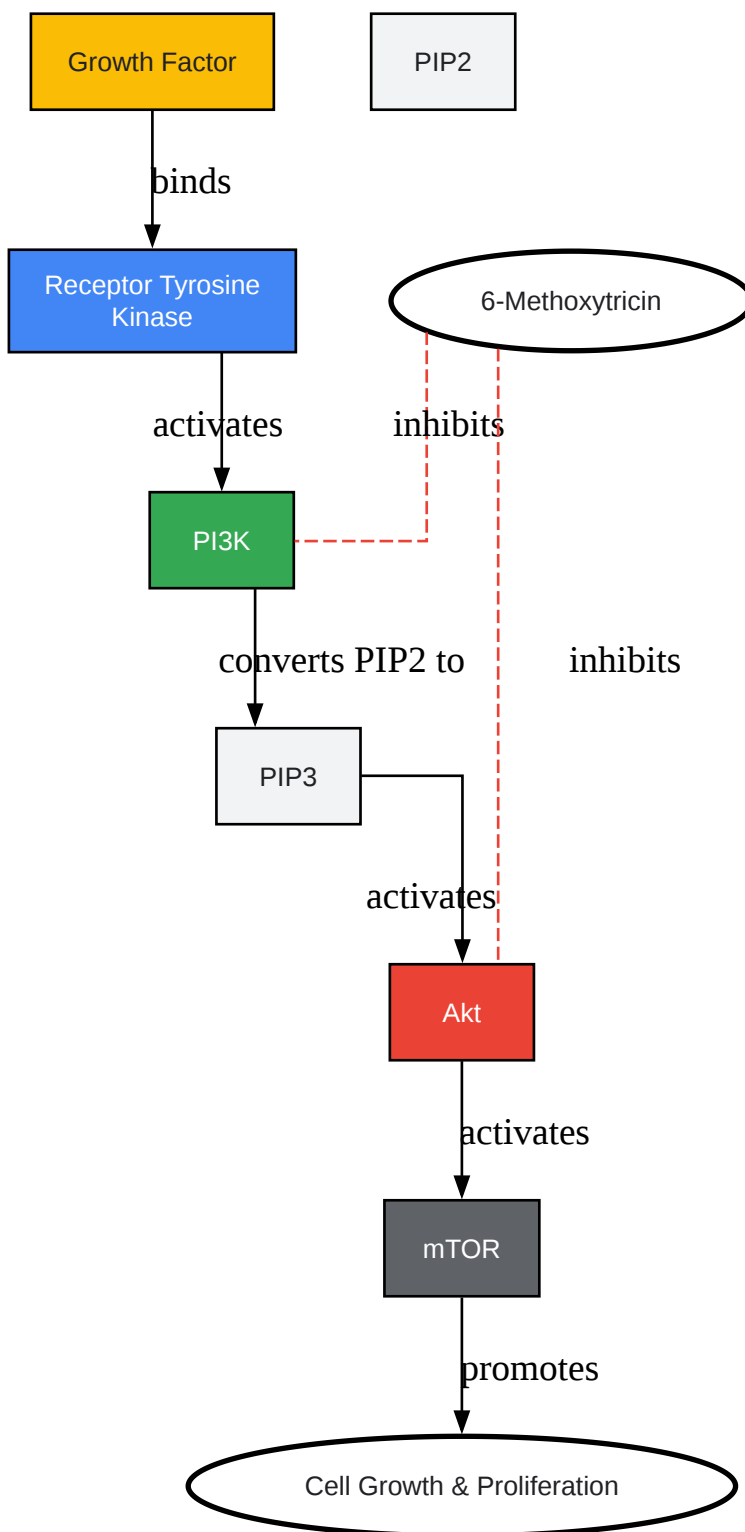 Growth Factor
PIP2
binds
Receptor Tyrosine
Kinase
6-Methoxytricin
activates
inhibits
PI3K
converts PIP2 to
inhibits
PIP3
activates
Akt
activates
mTOR
promotes
Cell Growth & Proliferation